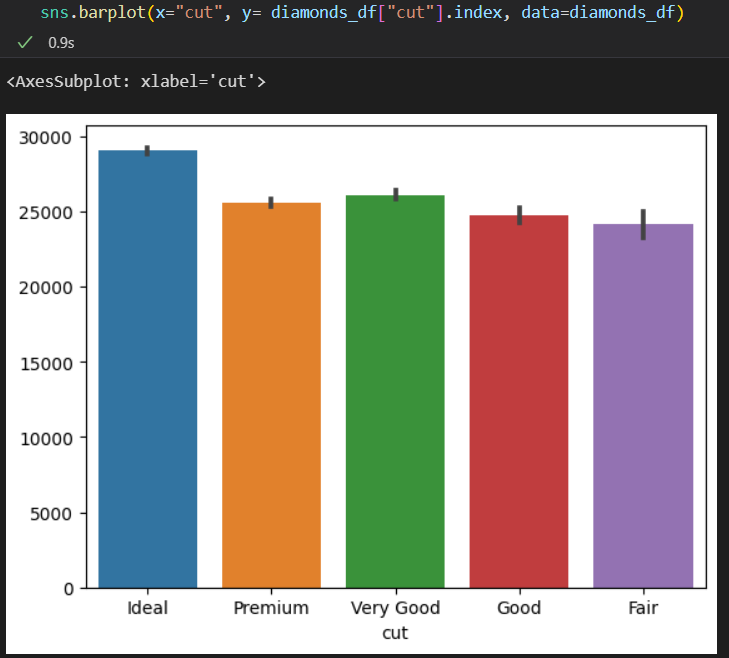 sns.barplot(x="cut", y= diamonds_df["cut"].index, data=diamonds_df)
0.9s
<AxesSubplot: xlabel='cut'>
30000
25000
20000
15000
10000
5000
0
Ideal Premium Very Good Good Fair
cut